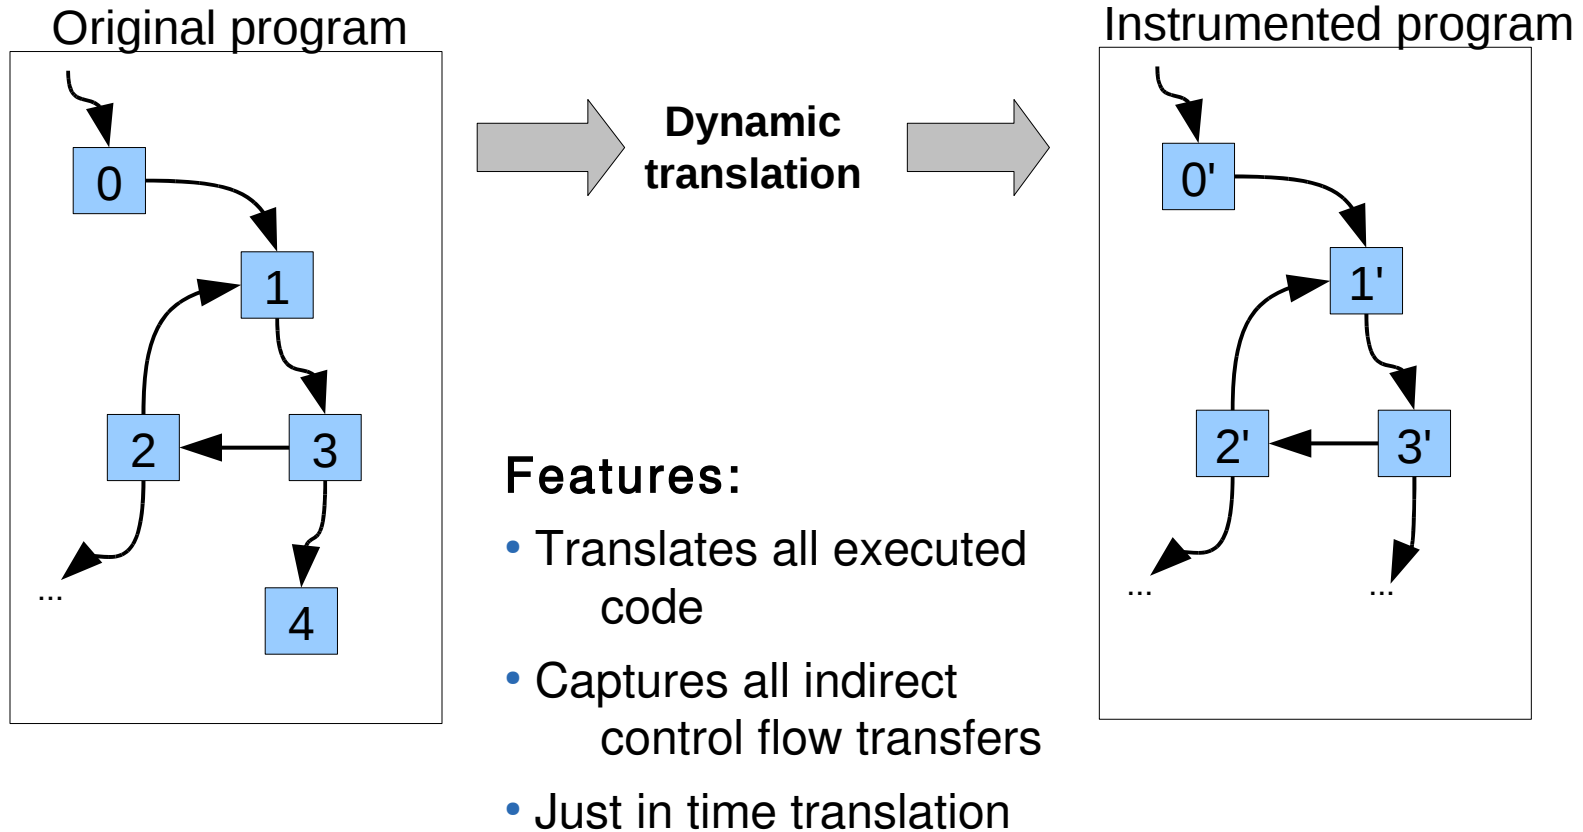 Original program
Instrumented program
Dynamic
translation
0
1
2
3
4
...
0'
1'
2'
3'
...
...
Features:
• Translates all executed
code
• Captures all indirect
control flow transfers
• Just in time translation